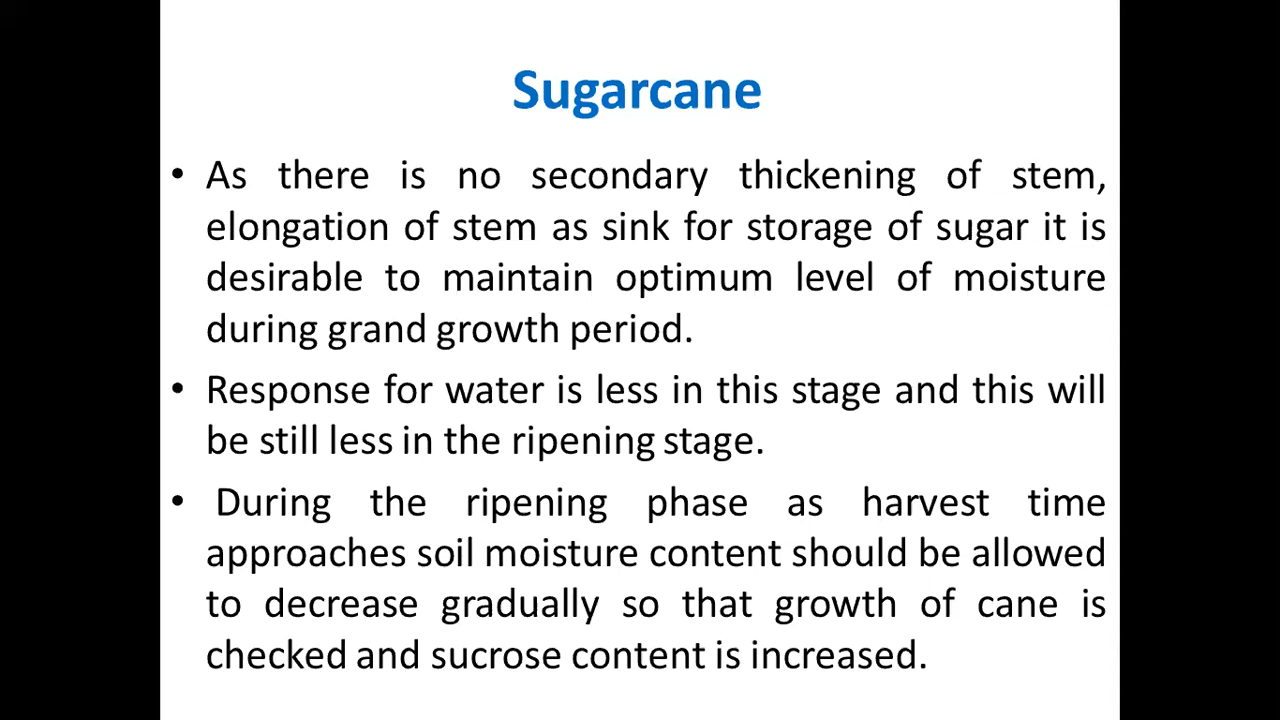 Sugarcane
• As there is no secondary thickening of stem,
elongation of stem as sink for storage of sugar it is
desirable to maintain optimum level of moisture
during grand growth period.
• Response for water is less in this stage and this will
be still less in the ripening stage.
• During the ripening phase as harvest time
approaches soil moisture content should be allowed
to decrease gradually so that growth of cane is
checked and sucrose content is increased.